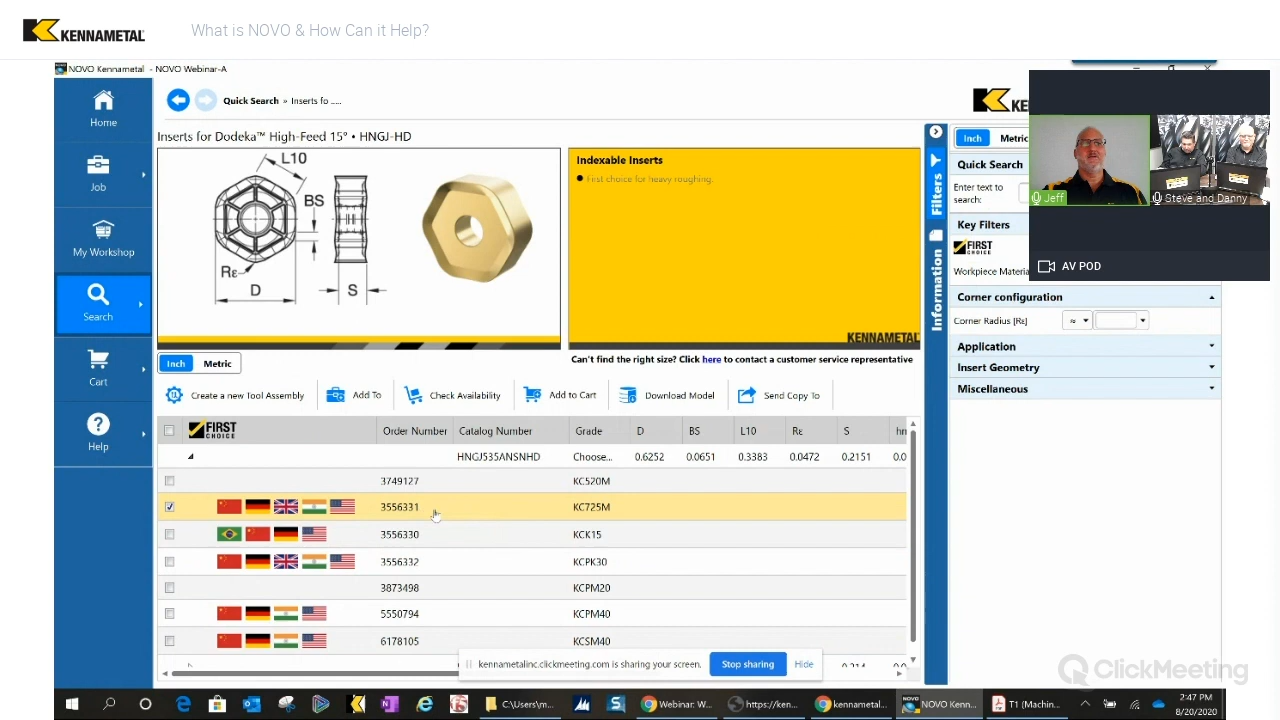 KENNAMETAL
What is NOVO & How Can it Help?
NOVO Kennametal - NOVO Webinar-A
Home
Job
My Workshop
Search
Cart
Help
Quick Search » Inserts fo .....
KE
Inserts for Dodeka™ High-Feed 15° • HNGJ-HD
L10
BS
Rε
D
S
Indexable Inserts
First choice for heavy roughing.
KENNAMETAL
Inch Metric
Can't find the right size? Click here to contact a customer service representative
Create a new Tool Assembly Add To Check Availability Add to Cart Download Model Send Copy To
FIRST CHOICE Order Number Catalog Number Grade D BS L10 Rε S hn
HNGJ535ANSNHD Choose... 0.6252 0.0651 0.3383 0.0472 0.2151 0.0
3749127 KC520M
3556331 KC725M
3556330 KCK15
3556332 KCPK30
3873498 KCPM20
5550794 KCPM40
6178105 KCSM40
Filters
Information
Inch Metric
Quick Search
Enter text to
search:
Key Filters
FIRST
CHOICE
Workpiece Materia
Corner configuration
Corner Radius [Rε] ≈
Application
Insert Geometry
Miscellaneous
Jeff
Steve and Danny
AV POD
kennametalinc.clickmeeting.com is sharing your screen. Stop sharing Hide
ClickMeeting
C:\Users\m... Webinar: W... https://ken... kennametal... NOVO Kenn... T1 (Machin...
2:47 PM
8/20/2020